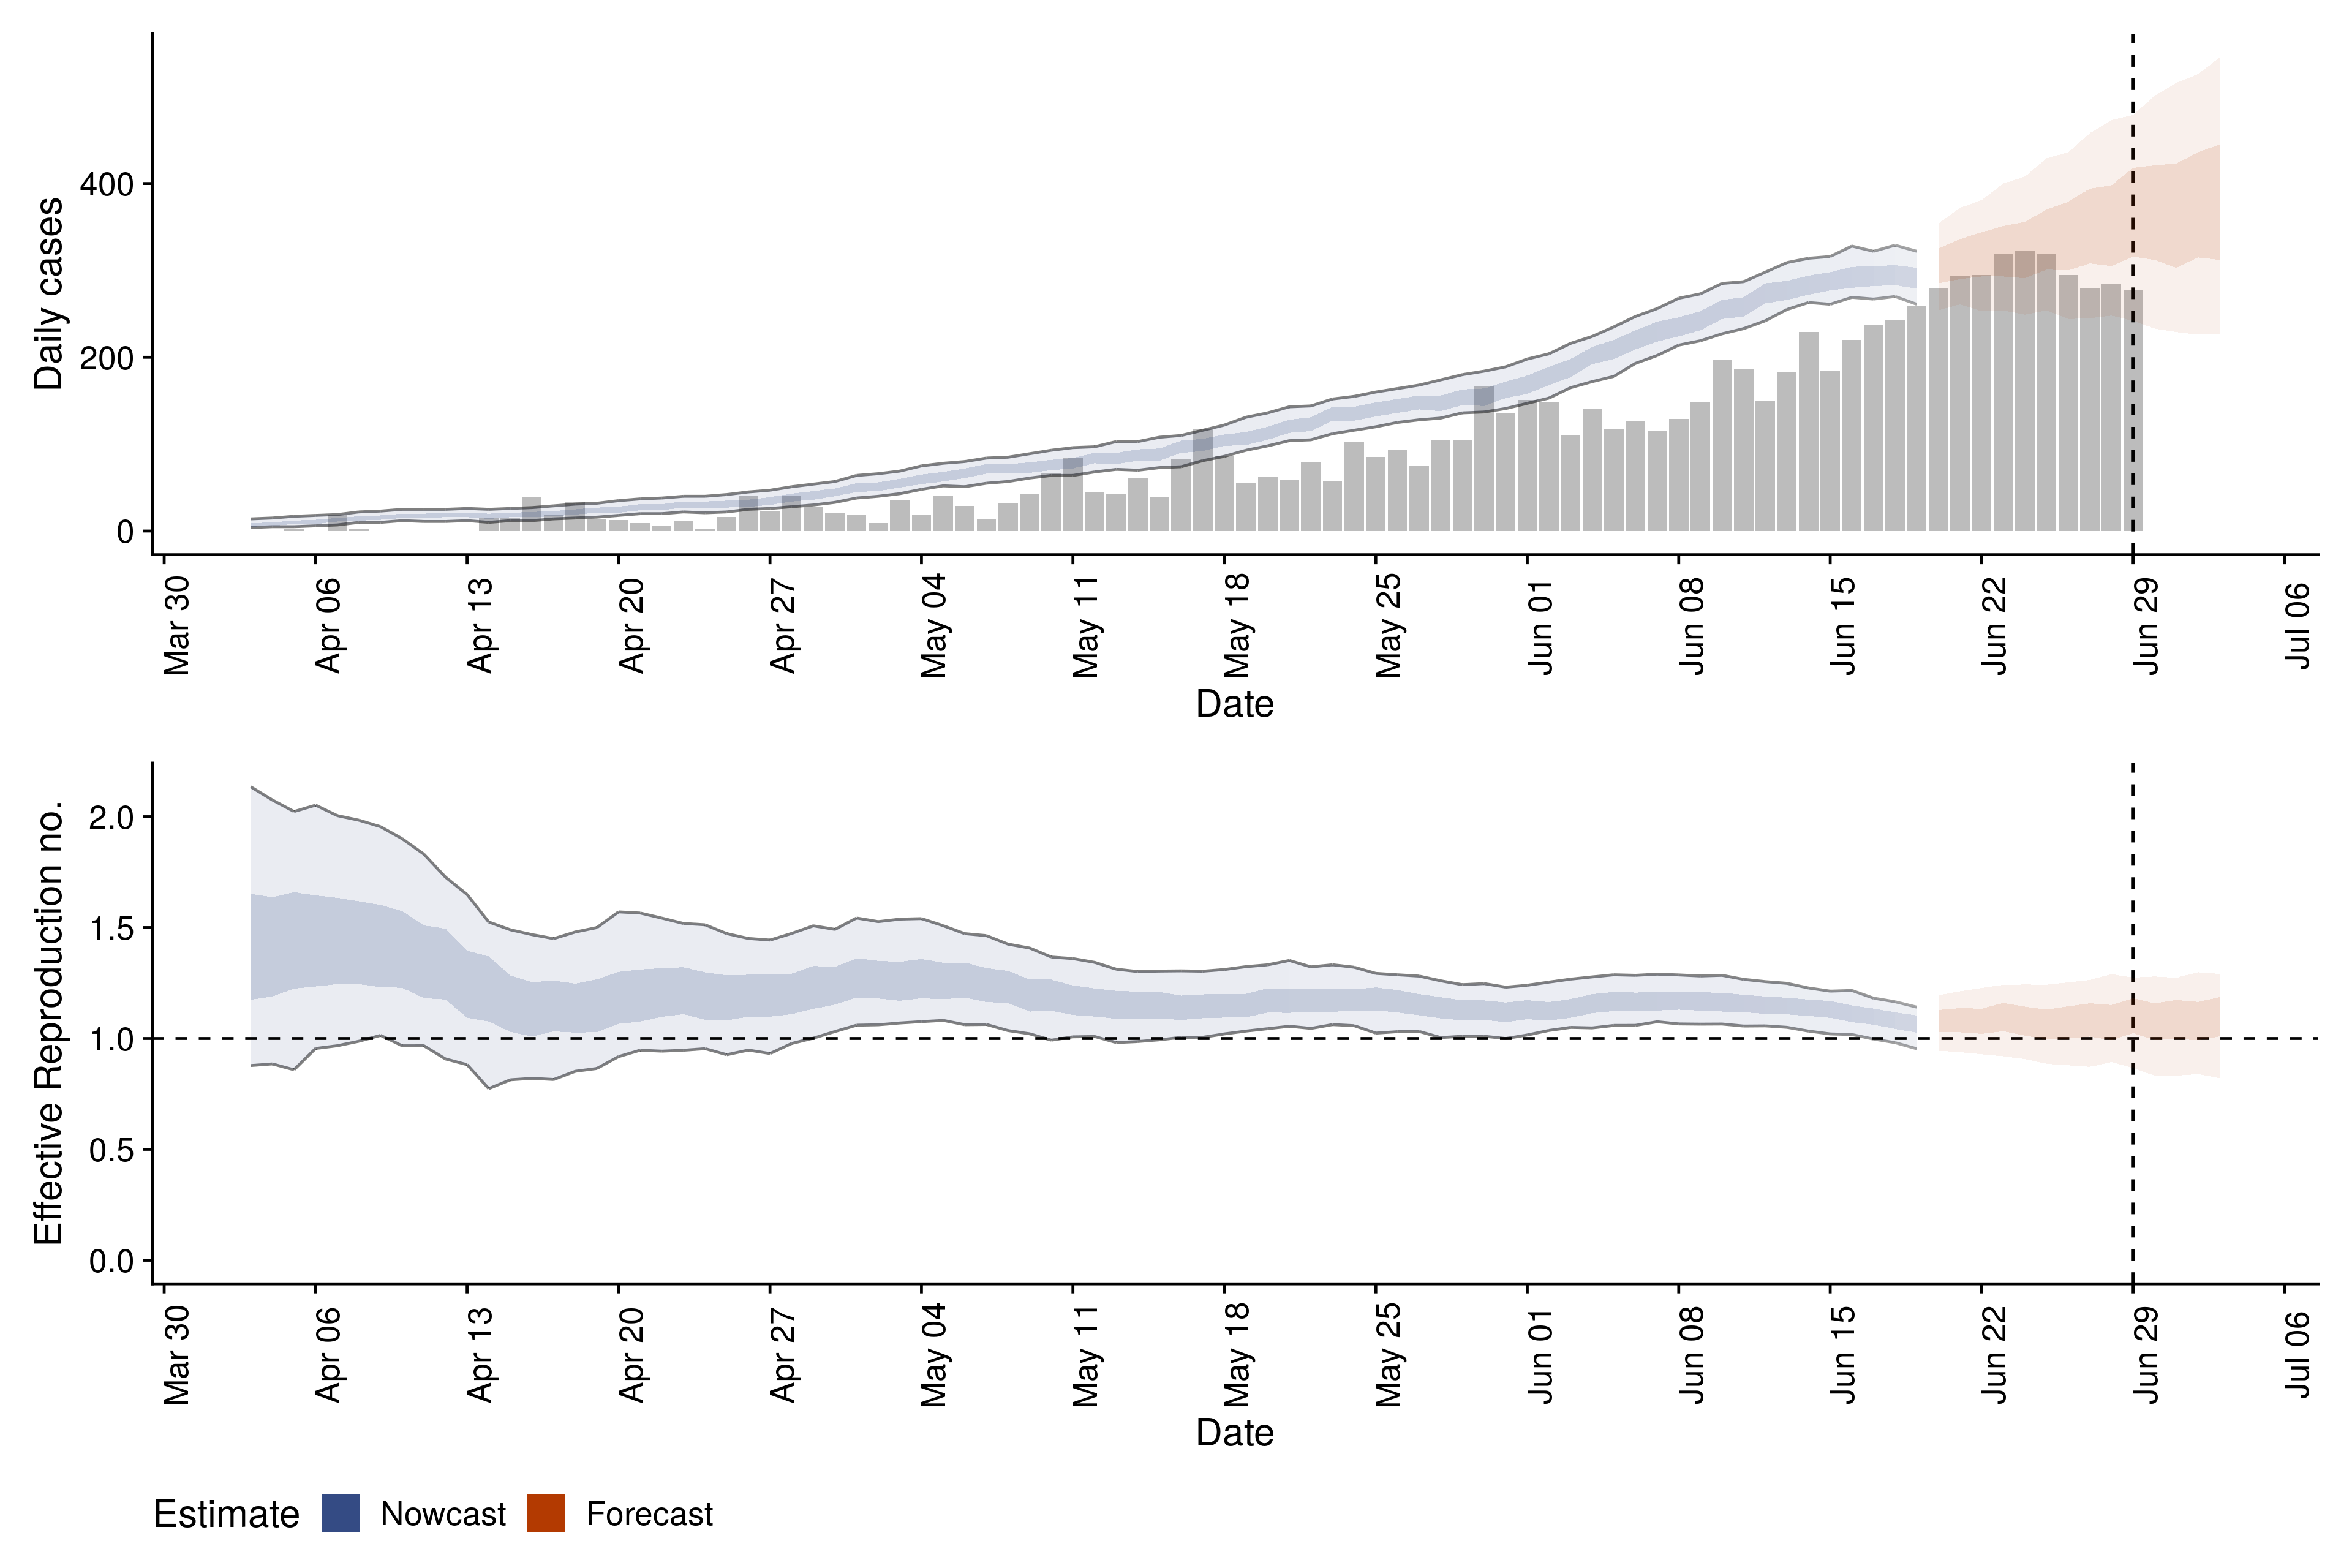 Daily cases
400
200
0
Mar 30
Apr 06
Apr 13
Apr 20
Apr 27
May 04
May 11
May 18
May 25
Jun 01
Jun 08
Jun 15
Jun 22
Jun 29
Jul 06
Date
Effective Reproduction no.
2.0
1.5
1.0
0.5
0.0
Mar 30
Apr 06
Apr 13
Apr 20
Apr 27
May 04
May 11
May 18
May 25
Jun 01
Jun 08
Jun 15
Jun 22
Jun 29
Jul 06
Date
Estimate Nowcast Forecast